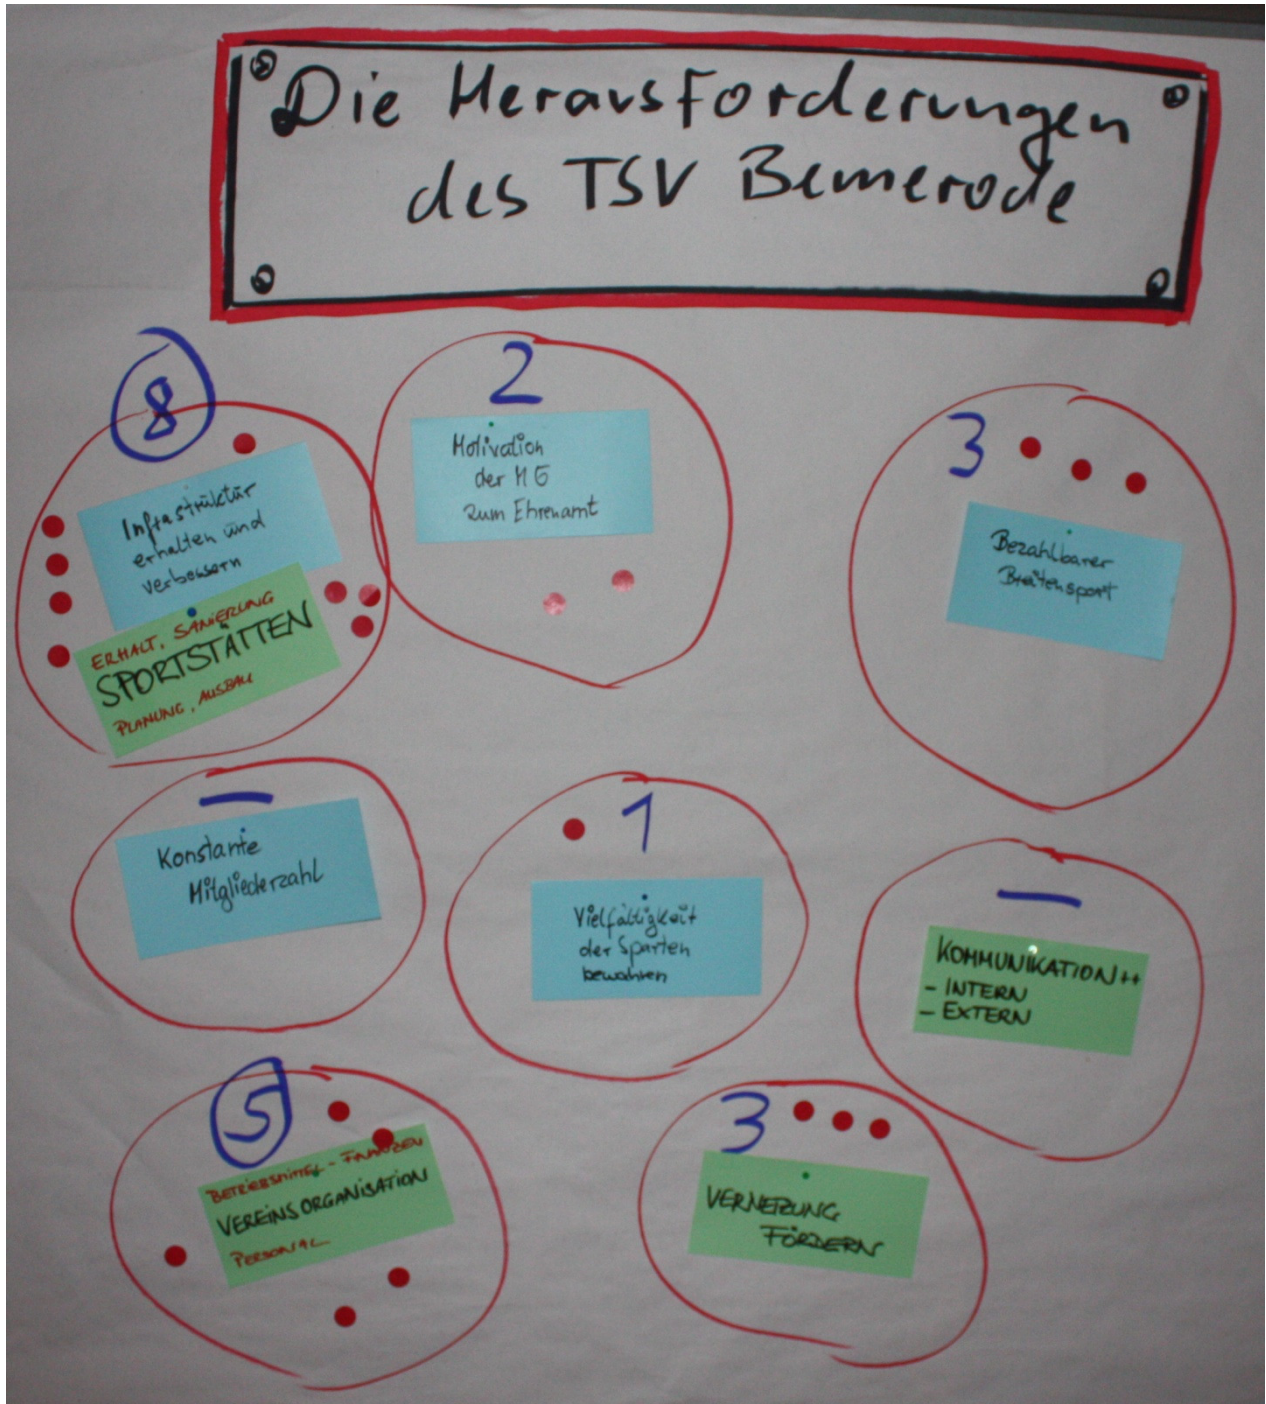 Die Herausforderungen
des TSV Bemerode
8
Infrastruktur
erhalten und
verbessern
ERHALT, SANIERUNG
SPORTSTÄTTEN
PLANUNG, AUSBAU
2
Motivation
der MG
zum Ehrenamt
3
Bezahlbarer
Breitensport
–
Konstante
Mitgliederzahl
1
Vielfältigkeit
der Sparten
bewahren
–
KOMMUNIKATION++
- INTERN
- EXTERN
5
BETRIEBSMITTEL - FINANZEN
VEREINSORGANISATION
PERSONAL
3
VERNETZUNG
FÖRDERN